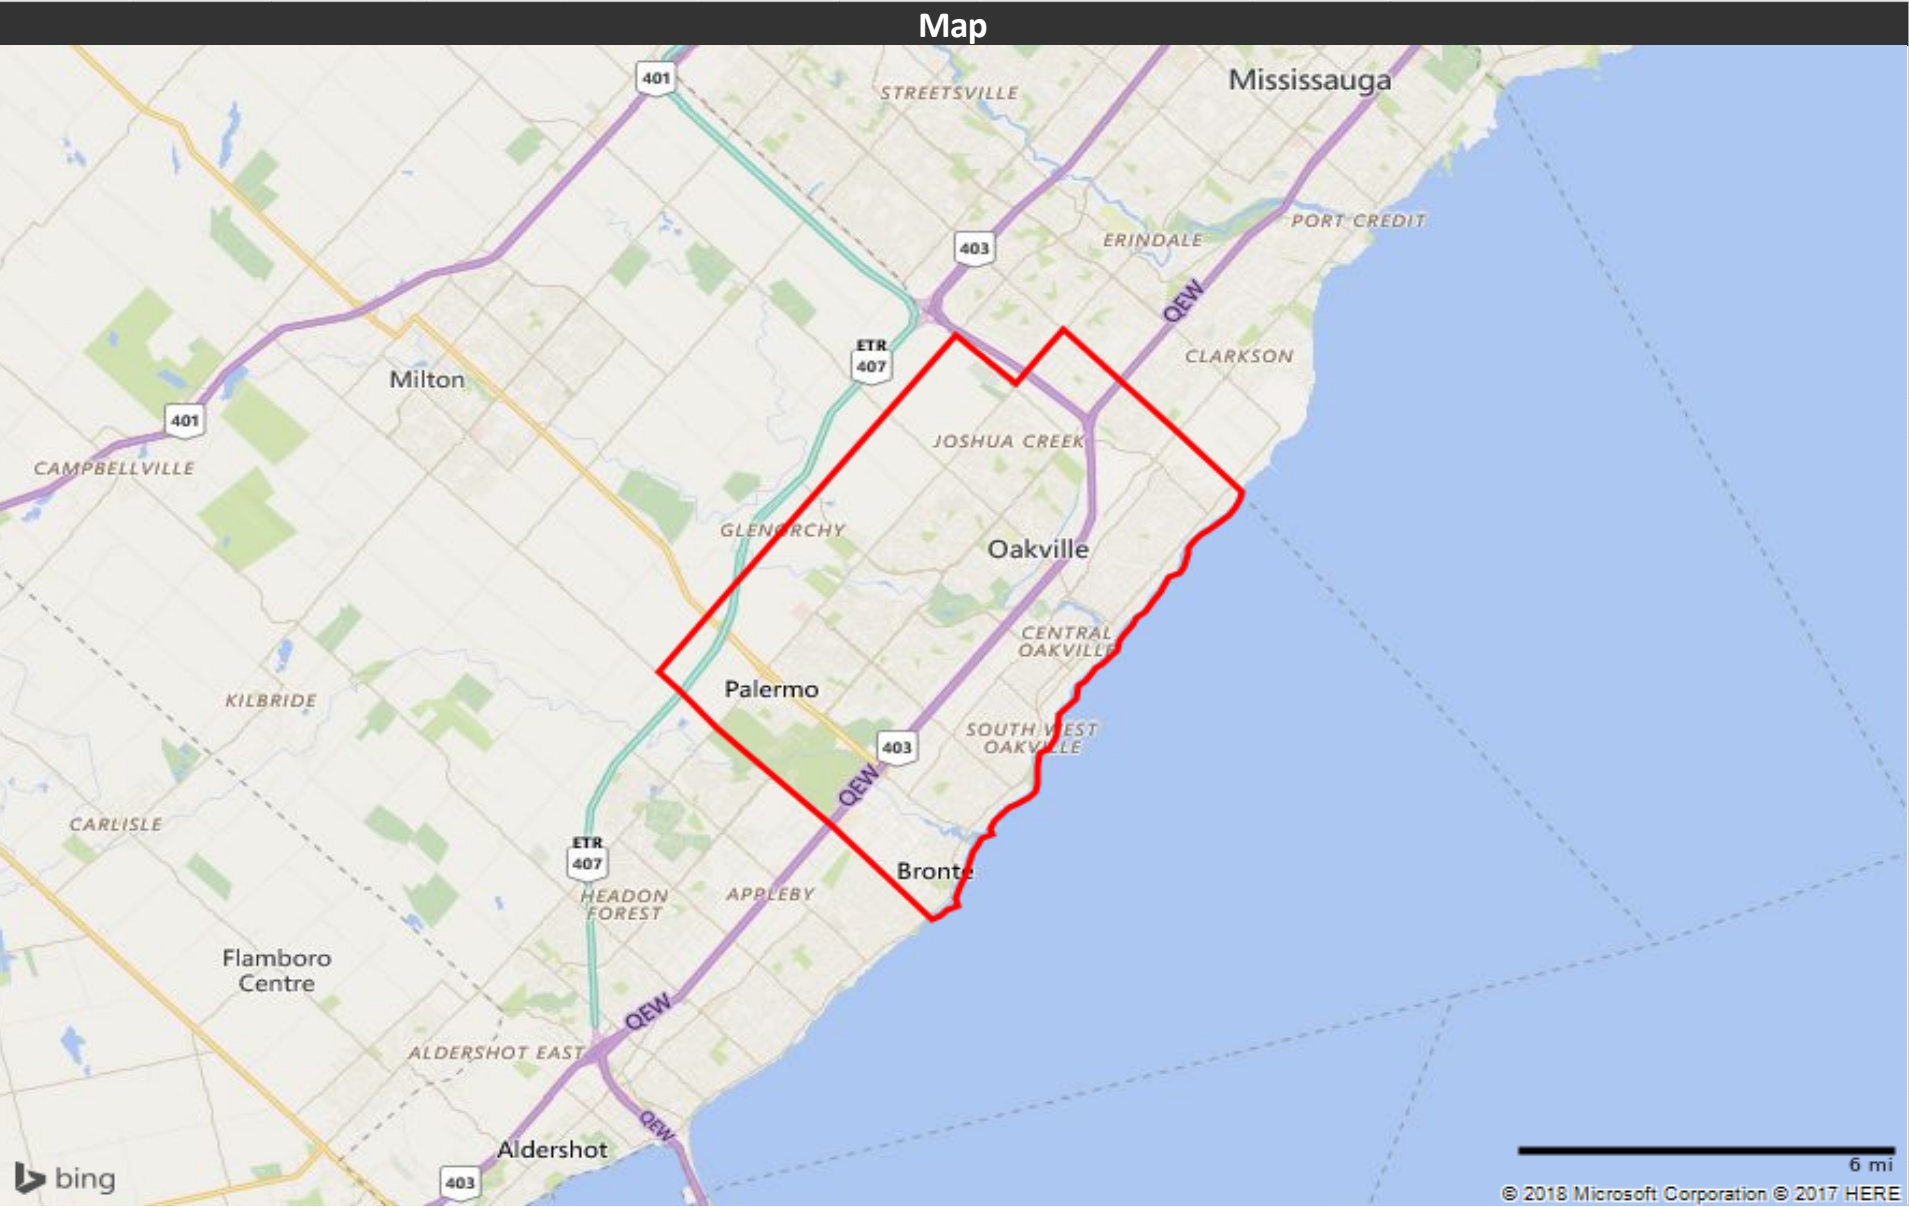 Map
401
STREETSVILLE
Mississauga
PORT CREDIT
403
ERINDALE
QEW
ETR
407
CLARKSON
Milton
401
JOSHUA CREEK
CAMPBELLVILLE
GLENORCHY
Oakville
CENTRAL
OAKVILLE
Palermo
KILBRIDE
SOUTH WEST
OAKVILLE
403
QEW
CARLISLE
ETR
407
Bronte
HEADON
FOREST
APPLEBY
Flamboro
Centre
QEW
ALDERSHOT EAST
QEW
Aldershot
403
bing
6 mi
© 2018 Microsoft Corporation © 2017 HERE